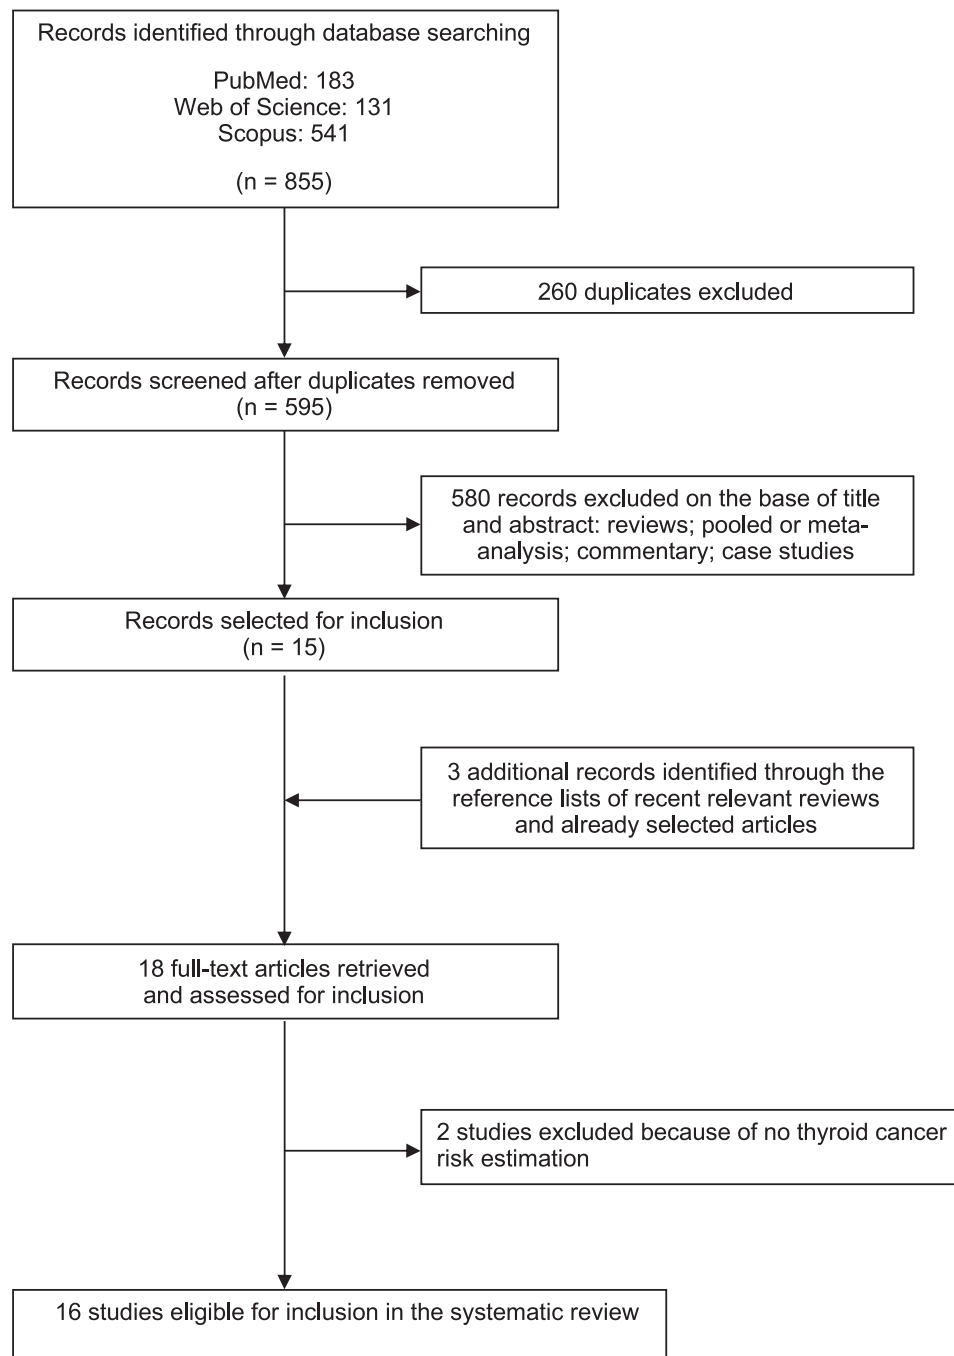 Records identified through database searching
PubMed: 183
Web of Science: 131
Scopus: 541
(n = 855)
260 duplicates excluded
Records screened after duplicates removed
(n = 595)
580 records excluded on the base of title
and abstract: reviews; pooled or meta-
analysis; commentary; case studies
Records selected for inclusion
(n = 15)
3 additional records identified through the
reference lists of recent relevant reviews
and already selected articles
18 full-text articles retrieved
and assessed for inclusion
2 studies excluded because of no thyroid cancer
risk estimation
16 studies eligible for inclusion in the systematic review